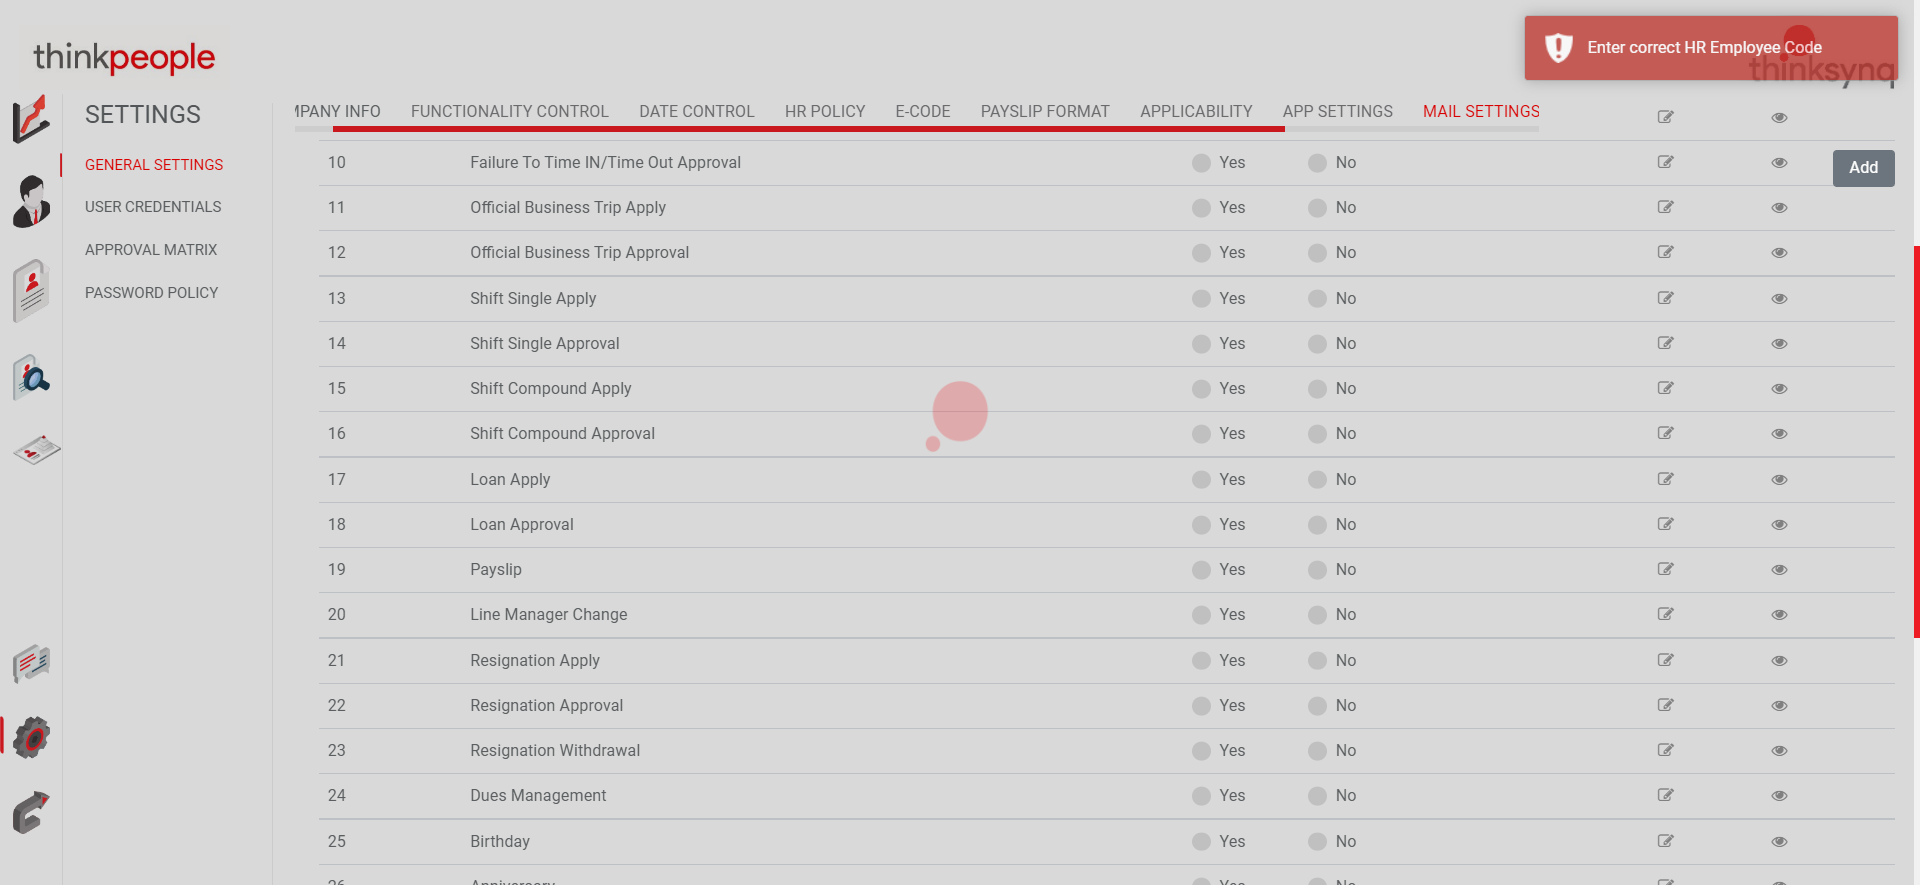 thinkpeople
Enter correct HR Employee Code
thinksynq
SETTINGS
MPANY INFO FUNCTIONALITY CONTROL DATE CONTROL HR POLICY E-CODE PAYSLIP FORMAT APPLICABILITY APP SETTINGS MAIL SETTINGS
GENERAL SETTINGS
USER CREDENTIALS
APPROVAL MATRIX
PASSWORD POLICY
Add
10 Failure To Time IN/Time Out Approval Yes No
11 Official Business Trip Apply Yes No
12 Official Business Trip Approval Yes No
13 Shift Single Apply Yes No
14 Shift Single Approval Yes No
15 Shift Compound Apply Yes No
16 Shift Compound Approval Yes No
17 Loan Apply Yes No
18 Loan Approval Yes No
19 Payslip Yes No
20 Line Manager Change Yes No
21 Resignation Apply Yes No
22 Resignation Approval Yes No
23 Resignation Withdrawal Yes No
24 Dues Management Yes No
25 Birthday Yes No
26 Anniversary Yes No